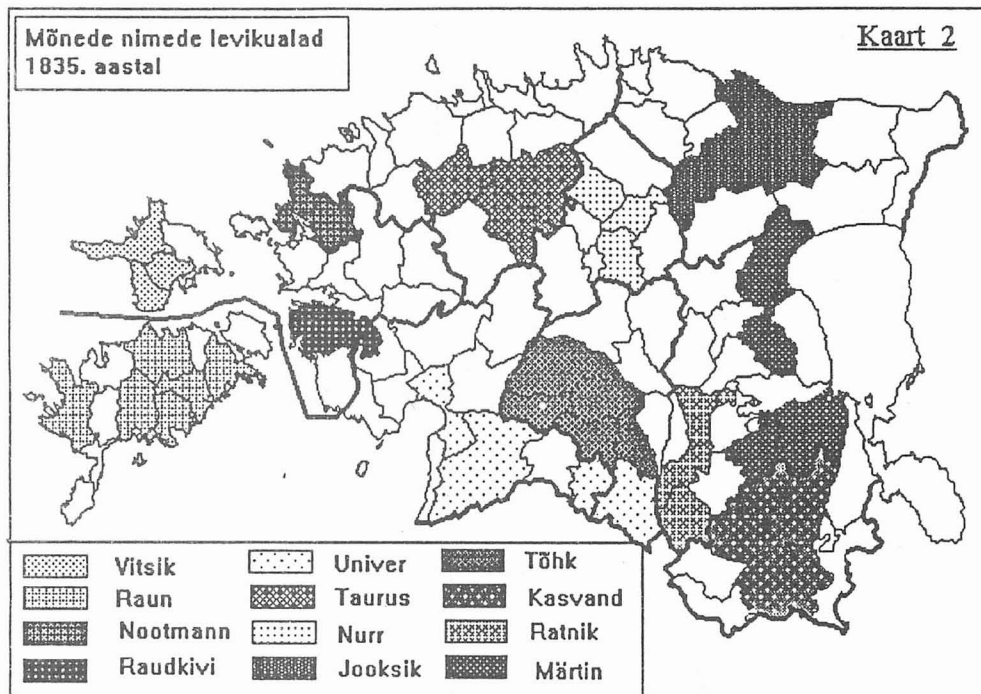 Mõnede nimede levikualad
1835. aastal
Kaart 2
Vitsik
Raun
Nootmann
Raudkivi
Univer
Taurus
Nurr
Jooksik
Tõhk
Kasvand
Ratnik
Märtin